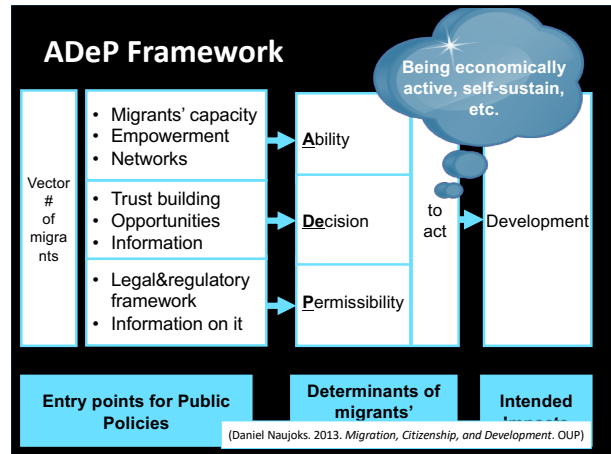 ADeP Framework
Being economically
active, self-sustain,
etc.
Vector
#
of
migra
nts
• Migrants’ capacity
• Empowerment
• Networks
• Trust building
• Opportunities
• Information
• Legal&regulatory
framework
• Information on it
Ability
Decision
Permissibility
to
act
Development
Entry points for Public
Policies
Determinants of
migrants’
Intended
(Daniel Naujoks. 2013. Migration, Citizenship, and Development. OUP)